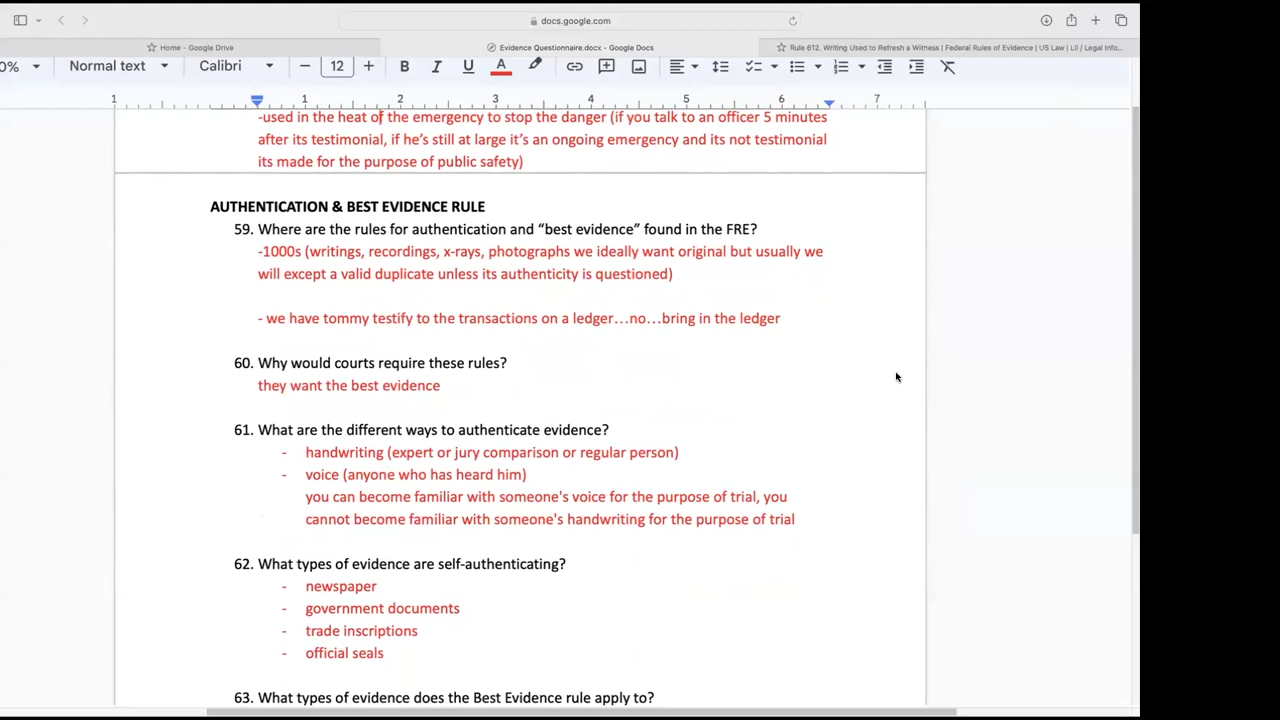 docs.google.com
Home - Google Drive
Evidence Questionnaire.docx - Google Docs
Rule 612. Writing Used to Refresh a Witness | Federal Rules of Evidence | US Law | LII / Legal Info...
0%
Normal text
Calibri
12
B I U A
1 1 2 3 4 5 6 7
-used in the heat of the emergency to stop the danger (if you talk to an officer 5 minutes
after its testimonial, if he's still at large it's an ongoing emergency and its not testimonial
its made for the purpose of public safety)
AUTHENTICATION & BEST EVIDENCE RULE
59. Where are the rules for authentication and “best evidence” found in the FRE?
-1000s (writings, recordings, x-rays, photographs we ideally want original but usually we
will except a valid duplicate unless its authenticity is questioned)
- we have tommy testify to the transactions on a ledger…no…bring in the ledger
60. Why would courts require these rules?
they want the best evidence
61. What are the different ways to authenticate evidence?
- handwriting (expert or jury comparison or regular person)
- voice (anyone who has heard him)
you can become familiar with someone's voice for the purpose of trial, you
cannot become familiar with someone's handwriting for the purpose of trial
62. What types of evidence are self-authenticating?
- newspaper
- government documents
- trade inscriptions
- official seals
63. What types of evidence does the Best Evidence rule apply to?